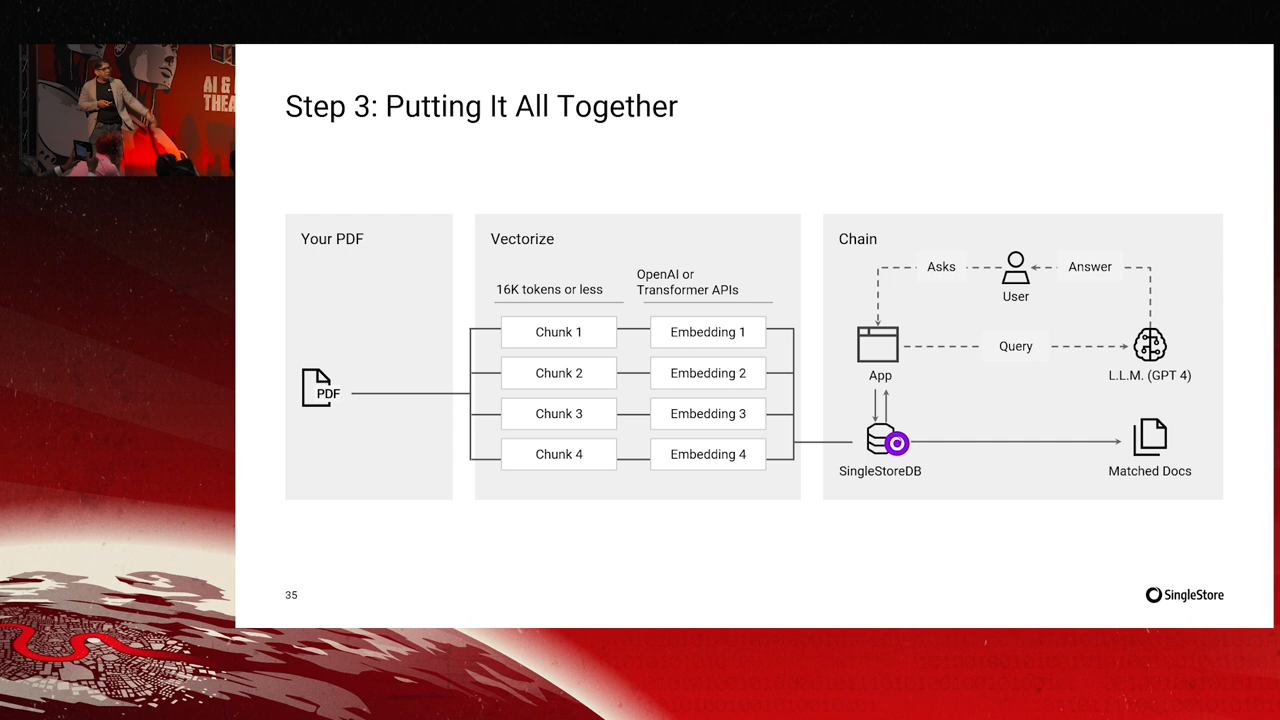 AI &
THEA
Step 3: Putting It All Together
Your PDF
PDF
Vectorize
16K tokens or less
OpenAI or
Transformer APIs
Chunk 1
Embedding 1
Chunk 2
Embedding 2
Chunk 3
Embedding 3
Chunk 4
Embedding 4
Chain
Asks
Answer
User
App
Query
L.L.M. (GPT 4)
SingleStoreDB
Matched Docs
35
SingleStore